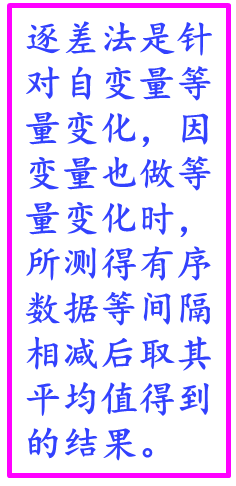 逐差法是针
对自变量等
量变化，因
变量也做等
量变化时，
所测得有序
数据等间隔
相减后取其
平均值得到
的结果。